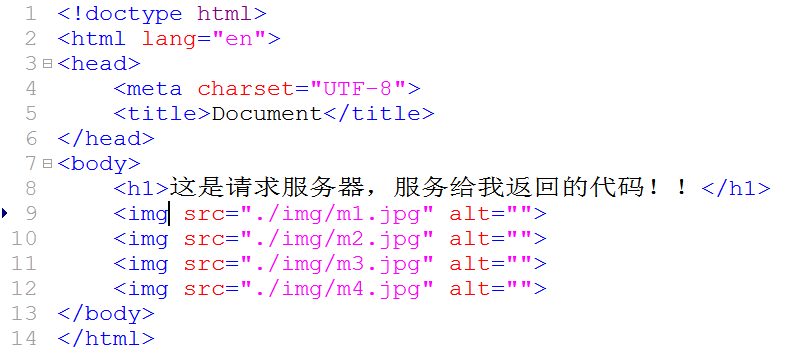 1 <!doctype html>
2 <html lang="en">
3 <head>
4 <meta charset="UTF-8">
5 <title>Document</title>
6 </head>
7 <body>
8 <h1>这是请求服务器，服务给我返回的代码！！</h1>
9 <img src="./img/m1.jpg" alt="">
10 <img src="./img/m2.jpg" alt="">
11 <img src="./img/m3.jpg" alt="">
12 <img src="./img/m4.jpg" alt="">
13 </body>
14 </html>